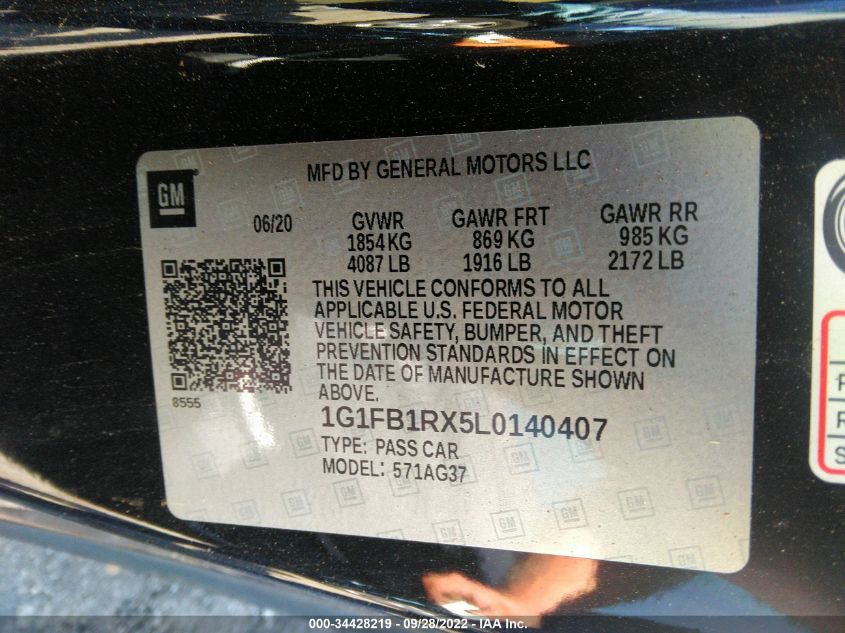 MFD BY GENERAL MOTORS LLC
GM
06/20
GVWR GAWR FRT GAWR RR
1854 KG 869 KG 985 KG
4087 LB 1916 LB 2172 LB
THIS VEHICLE CONFORMS TO ALL
APPLICABLE U.S. FEDERAL MOTOR
VEHICLE SAFETY, BUMPER, AND THEFT
PREVENTION STANDARDS IN EFFECT ON
THE DATE OF MANUFACTURE SHOWN
ABOVE.
8555
1G1FB1RX5L0140407
TYPE: PASS CAR
MODEL: 571AG37
000-34428219 - 09/28/2022 - IAA Inc.